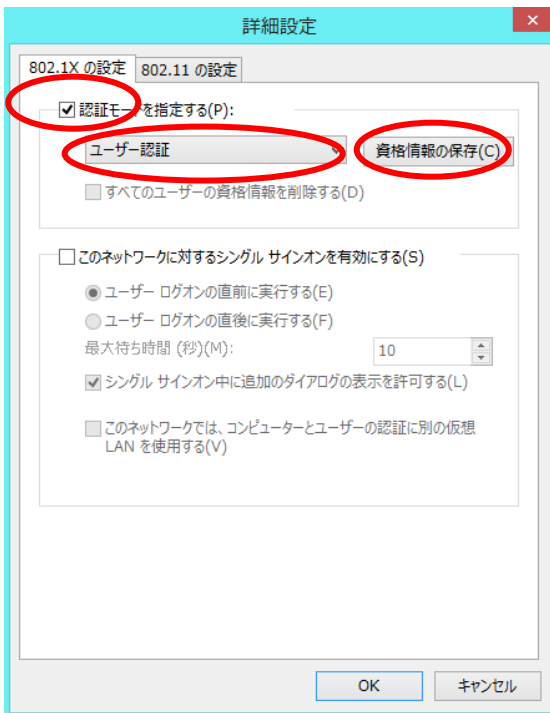 詳細設定
802.1X の設定 802.11 の設定
認証モードを指定する(P):
ユーザー認証 資格情報の保存(C)
すべてのユーザーの資格情報を削除する(D)
このネットワークに対するシングル サインオンを有効にする(S)
ユーザー ログオンの直前に実行する(E)
ユーザー ログオンの直後に実行する(F)
最大待ち時間 (秒)(M): 10
シングル サインオン中に追加のダイアログの表示を許可する(L)
このネットワークでは、コンピューターとユーザーの認証に別の仮想
LAN を使用する(V)
OK キャンセル